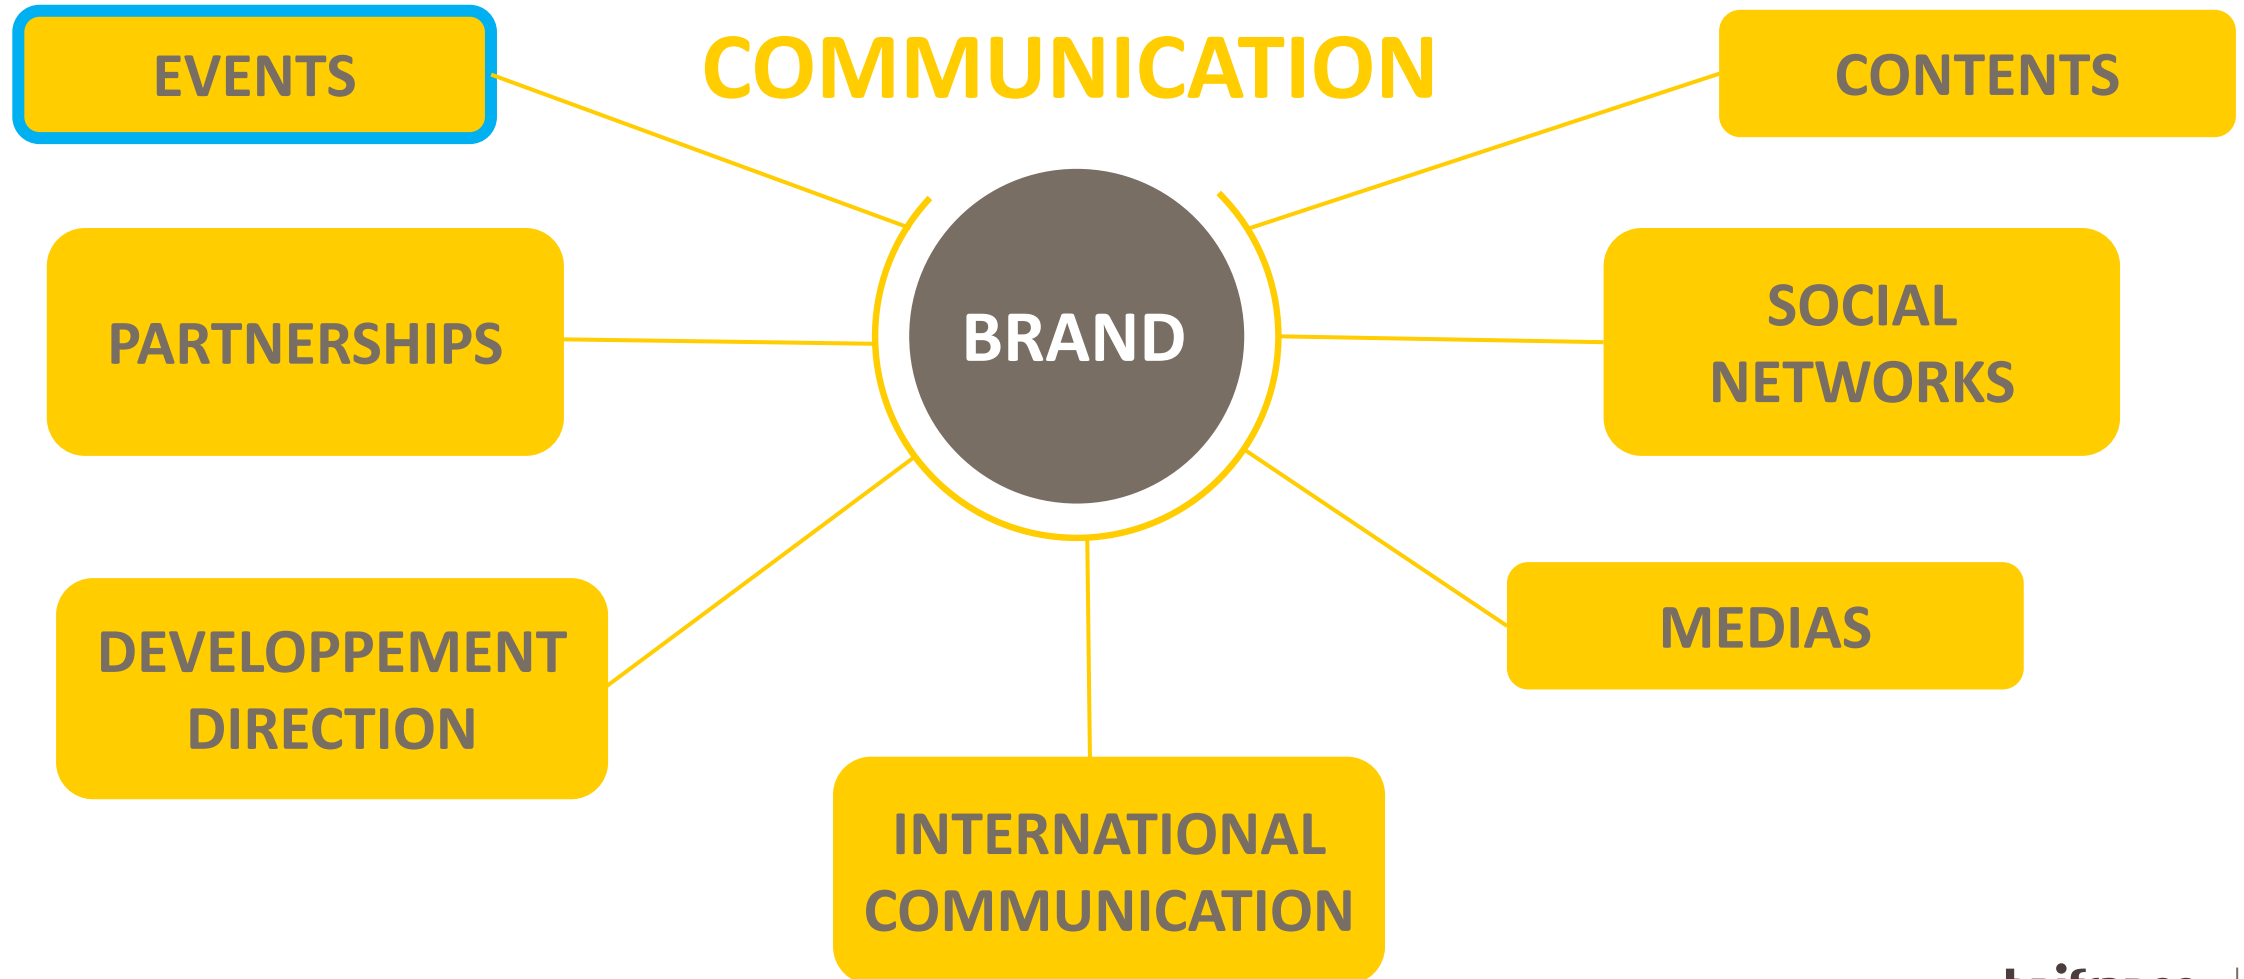 EVENTS
COMMUNICATION
CONTENTS
PARTNERSHIPS
BRAND
SOCIAL
NETWORKS
DEVELOPPEMENT
DIRECTION
MEDIAS
INTERNATIONAL
COMMUNICATION